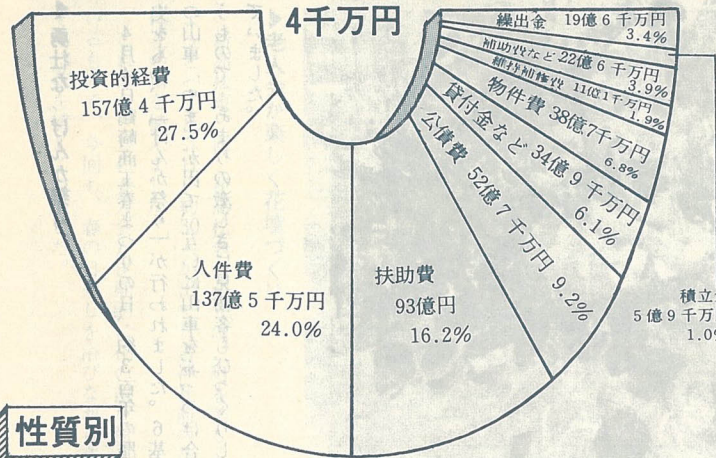 4千万円
繰出金 19億6千万円
3.4%
補助費など 22億6千万円
3.9%
維持補修費 11億1千万円
1.9%
物件費 38億7千万円
6.8%
貸付金など 34億9千万円
6.1%
公債費 52億7千万円 9.2%
投資的経費
157億4千万円
27.5%
人件費
137億5千万円
24.0%
扶助費
93億円
16.2%
積立
5億9千万
1.0
性質別